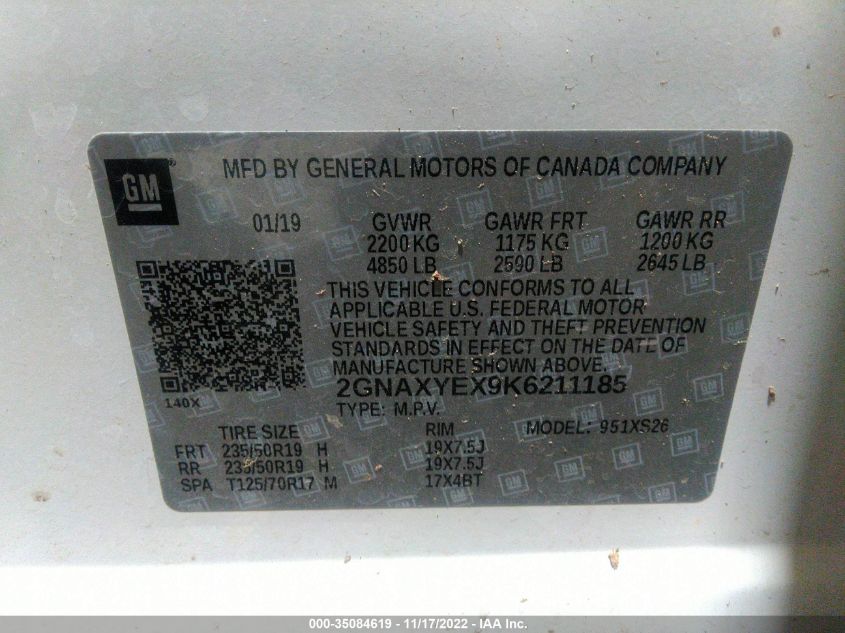 GM
MFD BY GENERAL MOTORS OF CANADA COMPANY
01/19 GVWR GAWR FRT GAWR RR
2200 KG 1175 KG 1200 KG
4850 LB 2590 LB 2645 LB
THIS VEHICLE CONFORMS TO ALL
APPLICABLE U.S. FEDERAL MOTOR
VEHICLE SAFETY AND THEFT PREVENTION
STANDARDS IN EFFECT ON THE DATE OF
MANUFACTURE SHOWN ABOVE.
2GNAXYEX9K6211185
140X TYPE: M.P.V.
TIRE SIZE RIM MODEL: 951XS26
FRT 235/50R19 H 19X7.5J
RR 235/50R19 H 19X7.5J
SPA T125/70R17 M 17X4BT
000-35084619 - 11/17/2022 - IAA Inc.